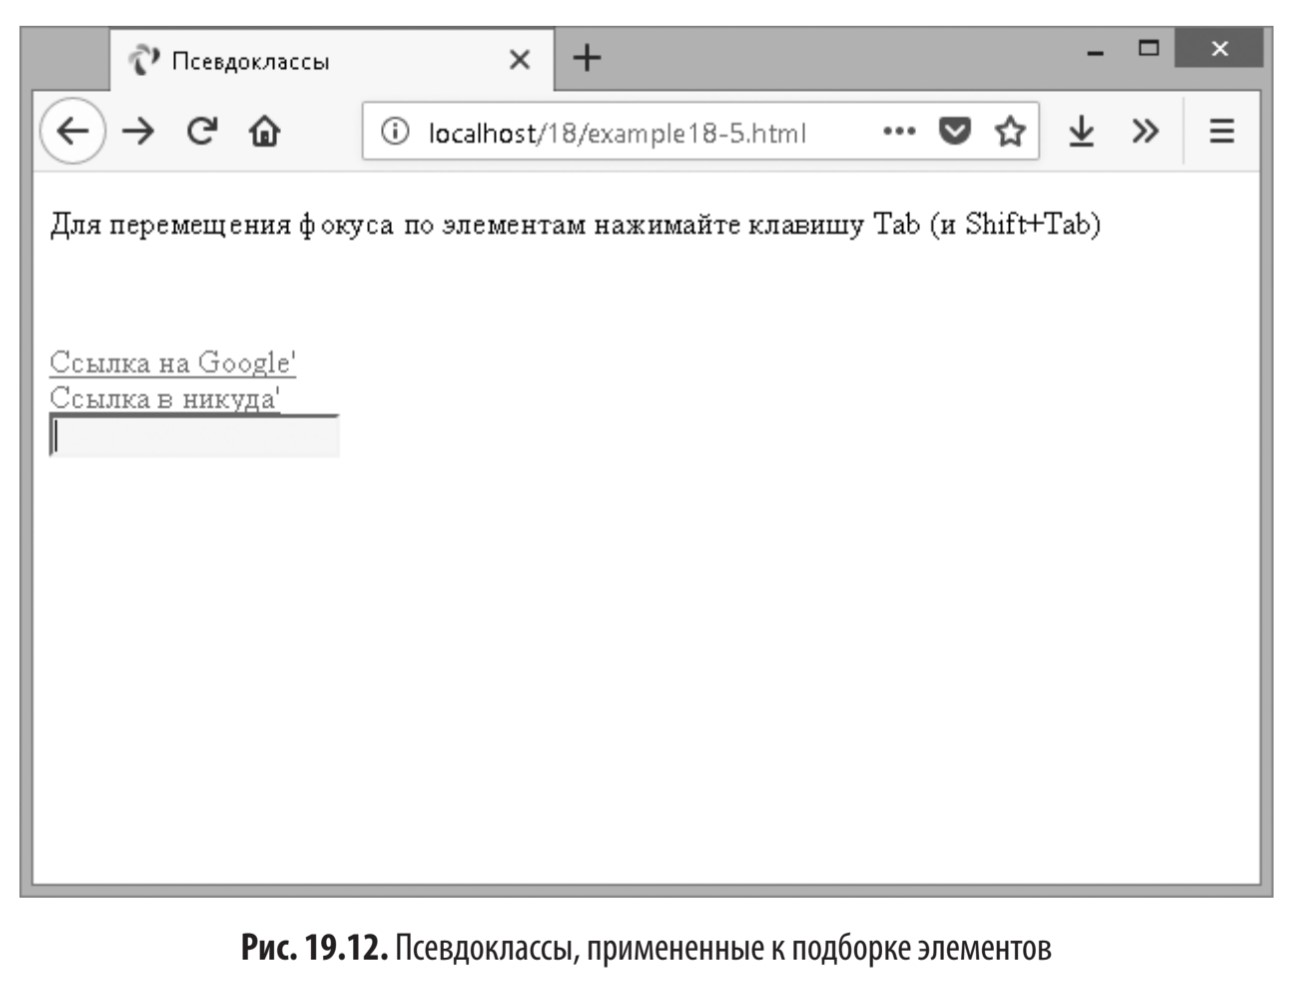 Псевдоклассы
localhost/18/example18-5.html
Для перемещения фокуса по элементам нажимайте клавишу Tab (и Shift+Tab)
Ссылка на Google'
Ссылка в никуда'
Рис. 19.12. Псевдоклассы, примененные к подборке элементов